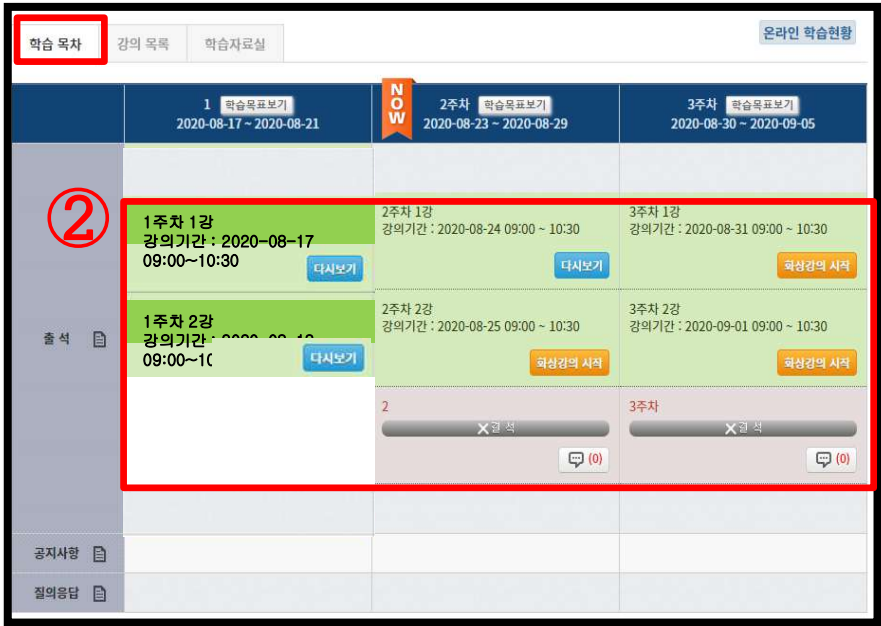 학습 목차
강의 목록
학습자료실
온라인 학습현황
1 학습목표보기
2020-08-17 ~ 2020-08-21
NOW
2주차 학습목표보기
2020-08-23 ~ 2020-08-29
3주차 학습목표보기
2020-08-30 ~ 2020-09-05
②
출 석
1주차 1강
강의기간 : 2020-08-17
09:00~10:30
다시보기
2주차 1강
강의기간 : 2020-08-24 09:00 ~ 10:30
다시보기
3주차 1강
강의기간 : 2020-08-31 09:00 ~ 10:30
화상강의 시작
1주차 2강
강의기간 :
09:00~1
다시보기
2주차 2강
강의기간 : 2020-08-25 09:00 ~ 10:30
화상강의 시작
3주차 2강
강의기간 : 2020-09-01 09:00 ~ 10:30
화상강의 시작
2
결 석
(0)
3주차
결 석
(0)
공지사항
질의응답